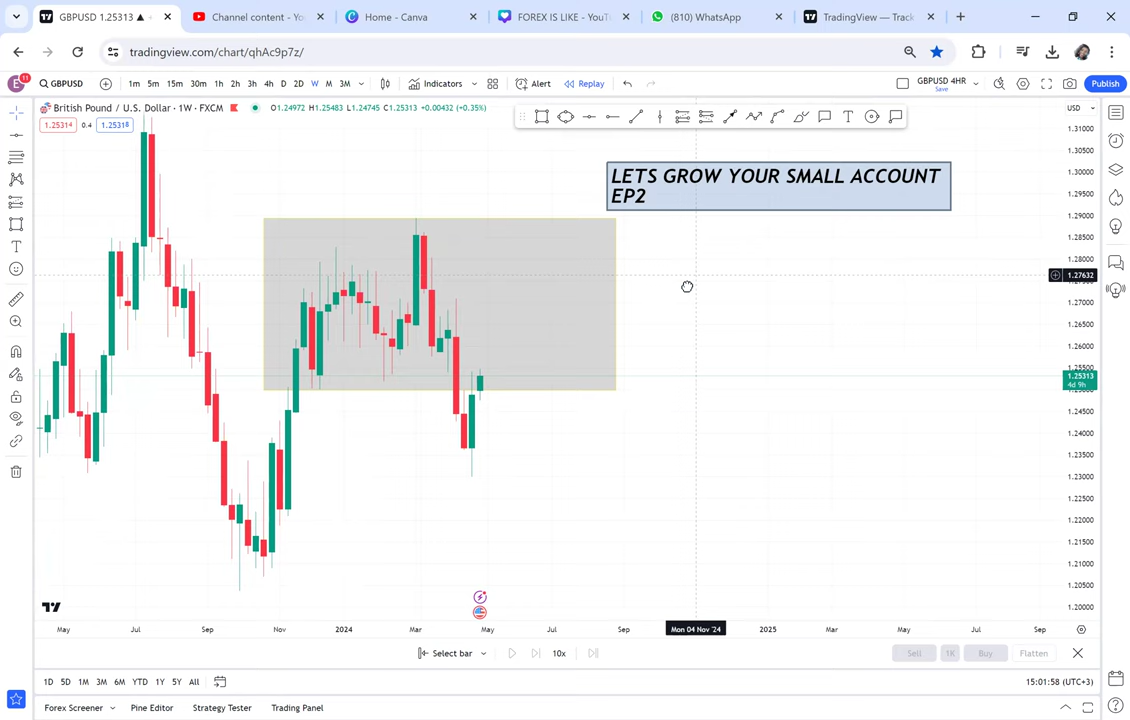 GBPUSD 1.25313 ▲
Channel content - Yo
Home - Canva
FOREX IS LIKE - YouTu
(810) WhatsApp
TradingView — Track
tradingview.com/chart/qhAc9p7z/
E 11 GBPUSD 1m 5m 15m 30m 1h 2h 3h 4h D 2D W M 3M Indicators Alert Replay GBPUSD 4HR Save Publish
British Pound / U.S. Dollar · 1W · FXCM O1.24972 H1.25483 L1.24745 C1.25313 +0.00432 (+0.35%) USD
1.25314 0.4 1.25318
LETS GROW YOUR SMALL ACCOUNT
EP2
1.31000
1.30500
1.30000
1.29500
1.29000
1.28500
1.28000
1.27632
1.27000
1.26500
1.26000
1.25500
1.25313
4d 9h
1.24500
1.24000
1.23500
1.23000
1.22500
1.22000
1.21500
1.21000
1.20500
1.20000
May Jul Sep Nov 2024 Mar May Jul Sep Mon 04 Nov '24 2025 Mar May Jul Sep
Select bar 10x Sell 1K Buy Flatten
1D 5D 1M 3M 6M YTD 1Y 5Y All 15:01:58 (UTC+3)
Forex Screener Pine Editor Strategy Tester Trading Panel